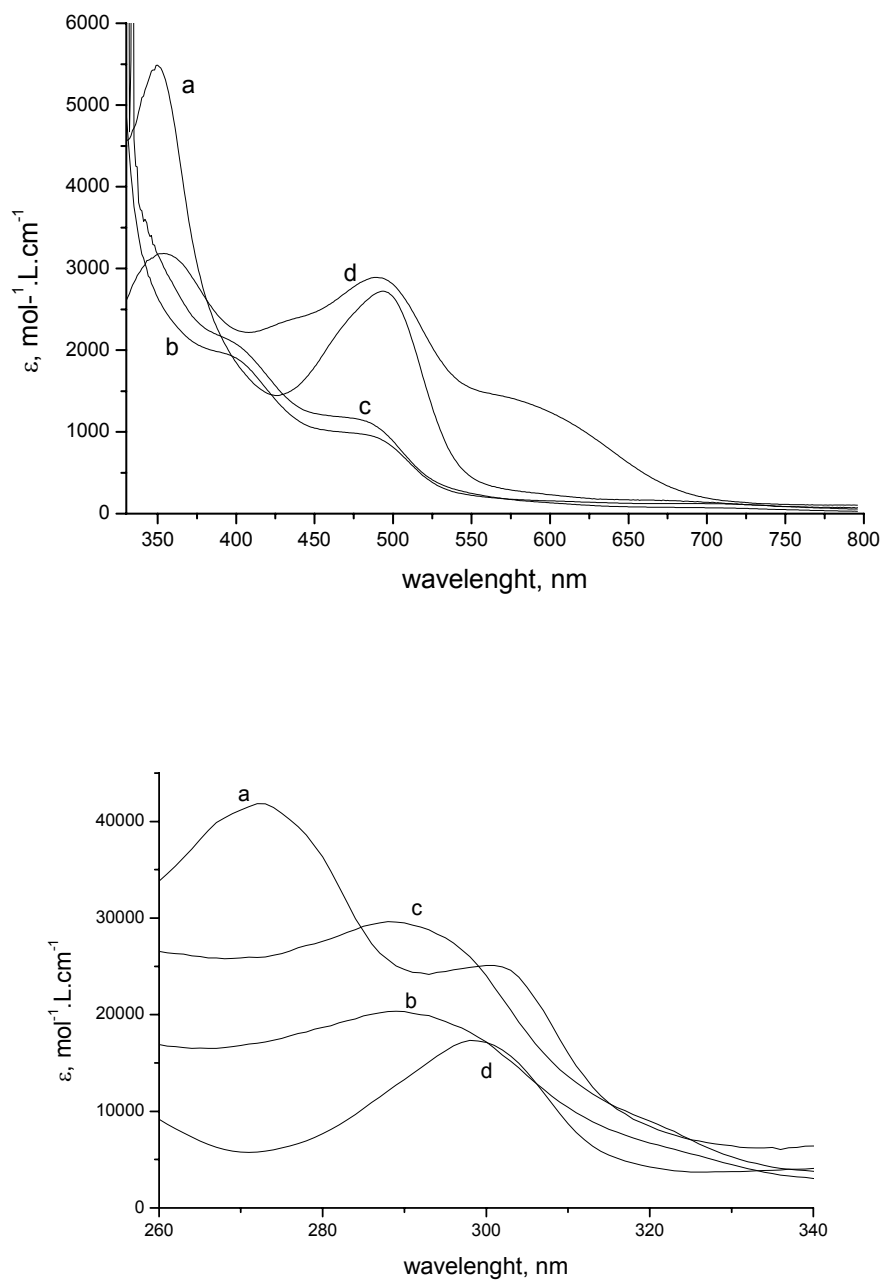 6000
a
5000
4000
ε, mol-¹.L.cm⁻¹
3000
d
2000
b
c
1000
0
350 400 450 500 550 600 650 700 750 800
wavelenght, nm
a
40000
c
30000
ε, mol⁻¹.L.cm⁻¹
b
20000
d
10000
0
260 280 300 320 340
wavelenght, nm